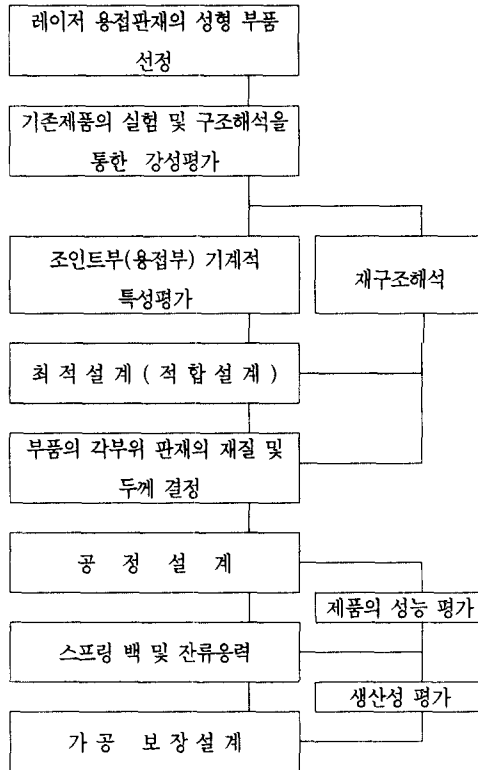 레이저 용접판재의 성형 부품
선정
기존제품의 실험 및 구조해석을
통한 강성평가
조인트부(용접부) 기계적
특성평가
재구조해석
최 적 설 계 ( 적 합 설 계 )
부품의 각부위 판재의 재질 및
두께 결정
공 정 설 계
제품의 성능 평가
스프링 백 및 잔류응력
생산성 평가
가 공 보 장 설 계